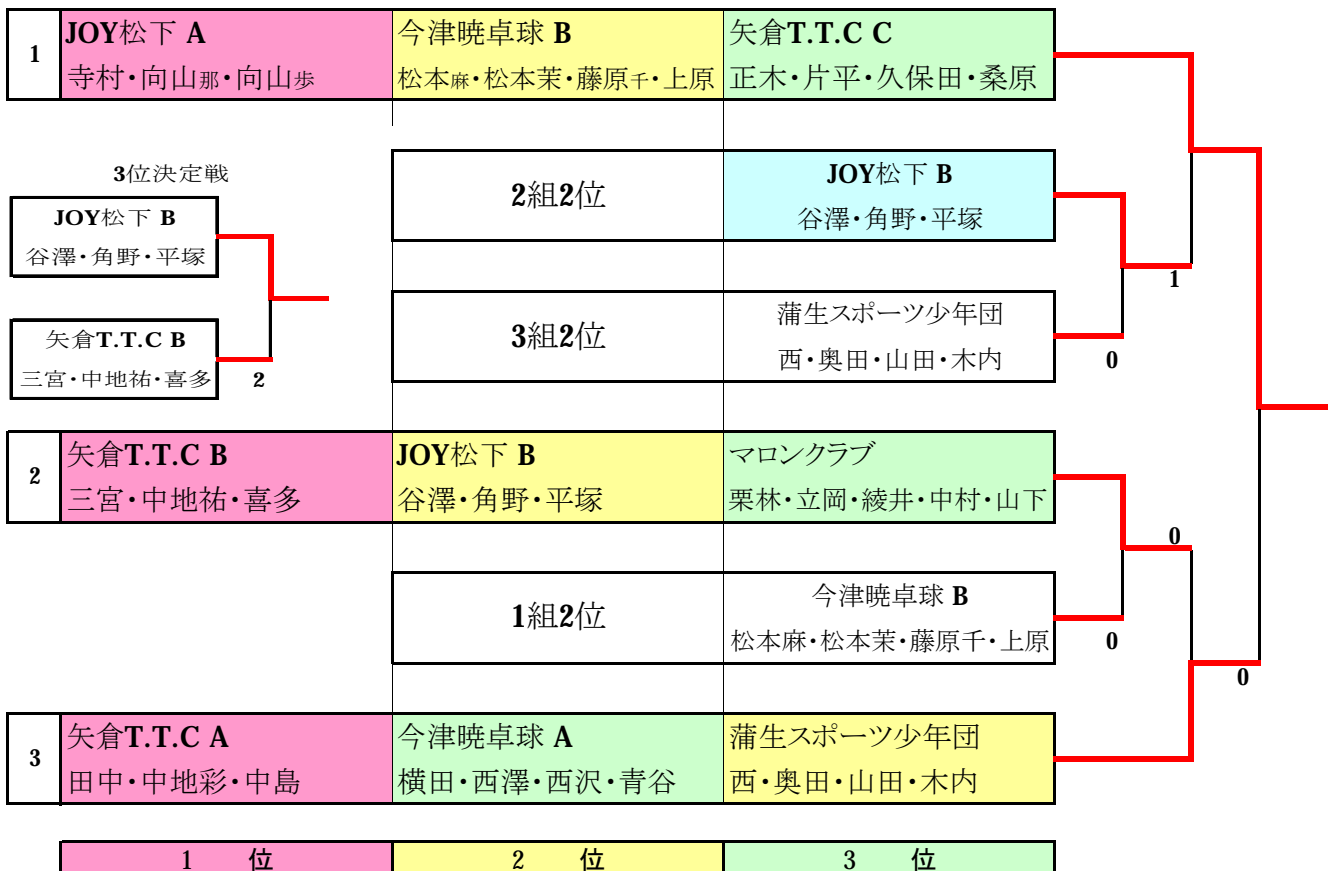 1
JOY松下 A
寺村・向山那・向山歩
今津暁卓球 B
松本麻・松本茉・藤原千・上原
矢倉T.T.C C
正木・片平・久保田・桑原
3位決定戦
JOY松下 B
谷澤・角野・平塚
矢倉T.T.C B
三宮・中地祐・喜多
2
2組2位
JOY松下 B
谷澤・角野・平塚
1
3組2位
蒲生スポーツ少年団
西・奥田・山田・木内
0
2
矢倉T.T.C B
三宮・中地祐・喜多
JOY松下 B
谷澤・角野・平塚
マロンクラブ
栗林・立岡・綾井・中村・山下
0
1組2位
今津暁卓球 B
松本麻・松本茉・藤原千・上原
0
0
3
矢倉T.T.C A
田中・中地彩・中島
今津暁卓球 A
横田・西澤・西沢・青谷
蒲生スポーツ少年団
西・奥田・山田・木内
1 位
2 位
3 位